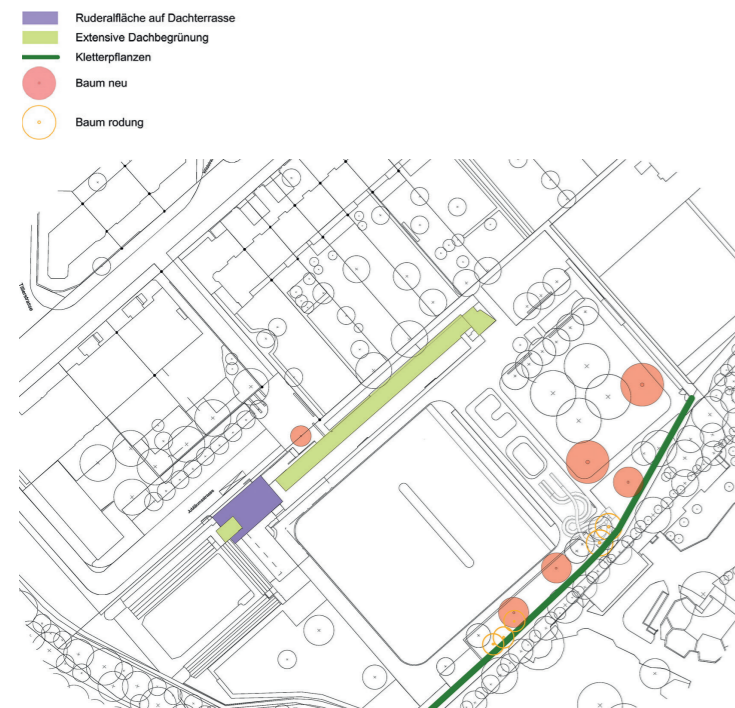 Ruderalfläche auf Dachterrasse
Extensive Dachbegrünung
Kletterpflanzen
Baum neu
Baum rodung